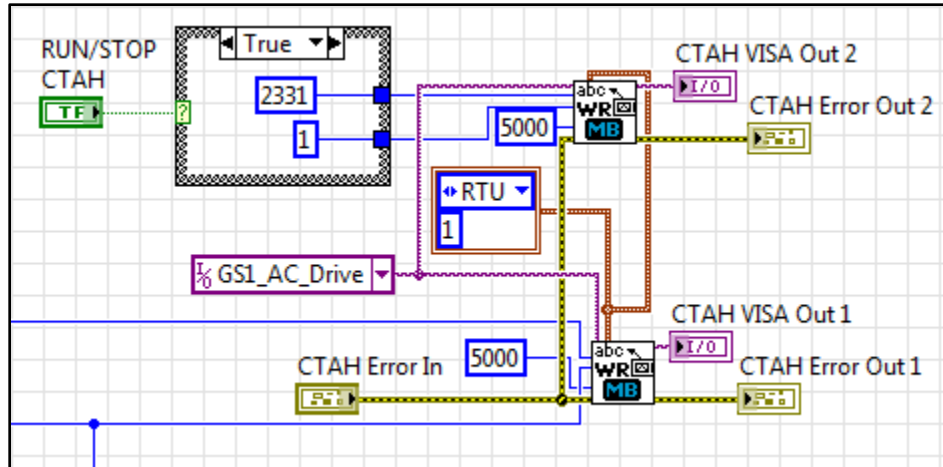 RUN/STOP
CTAH
TF
True
?
2331
1
abc
WR
MB
5000
CTAH VISA Out 2
I/O
CTAH Error Out 2
RTU
1
I/O GS1_AC_Drive
CTAH Error In
5000
abc
WR
MB
CTAH VISA Out 1
I/O
CTAH Error Out 1